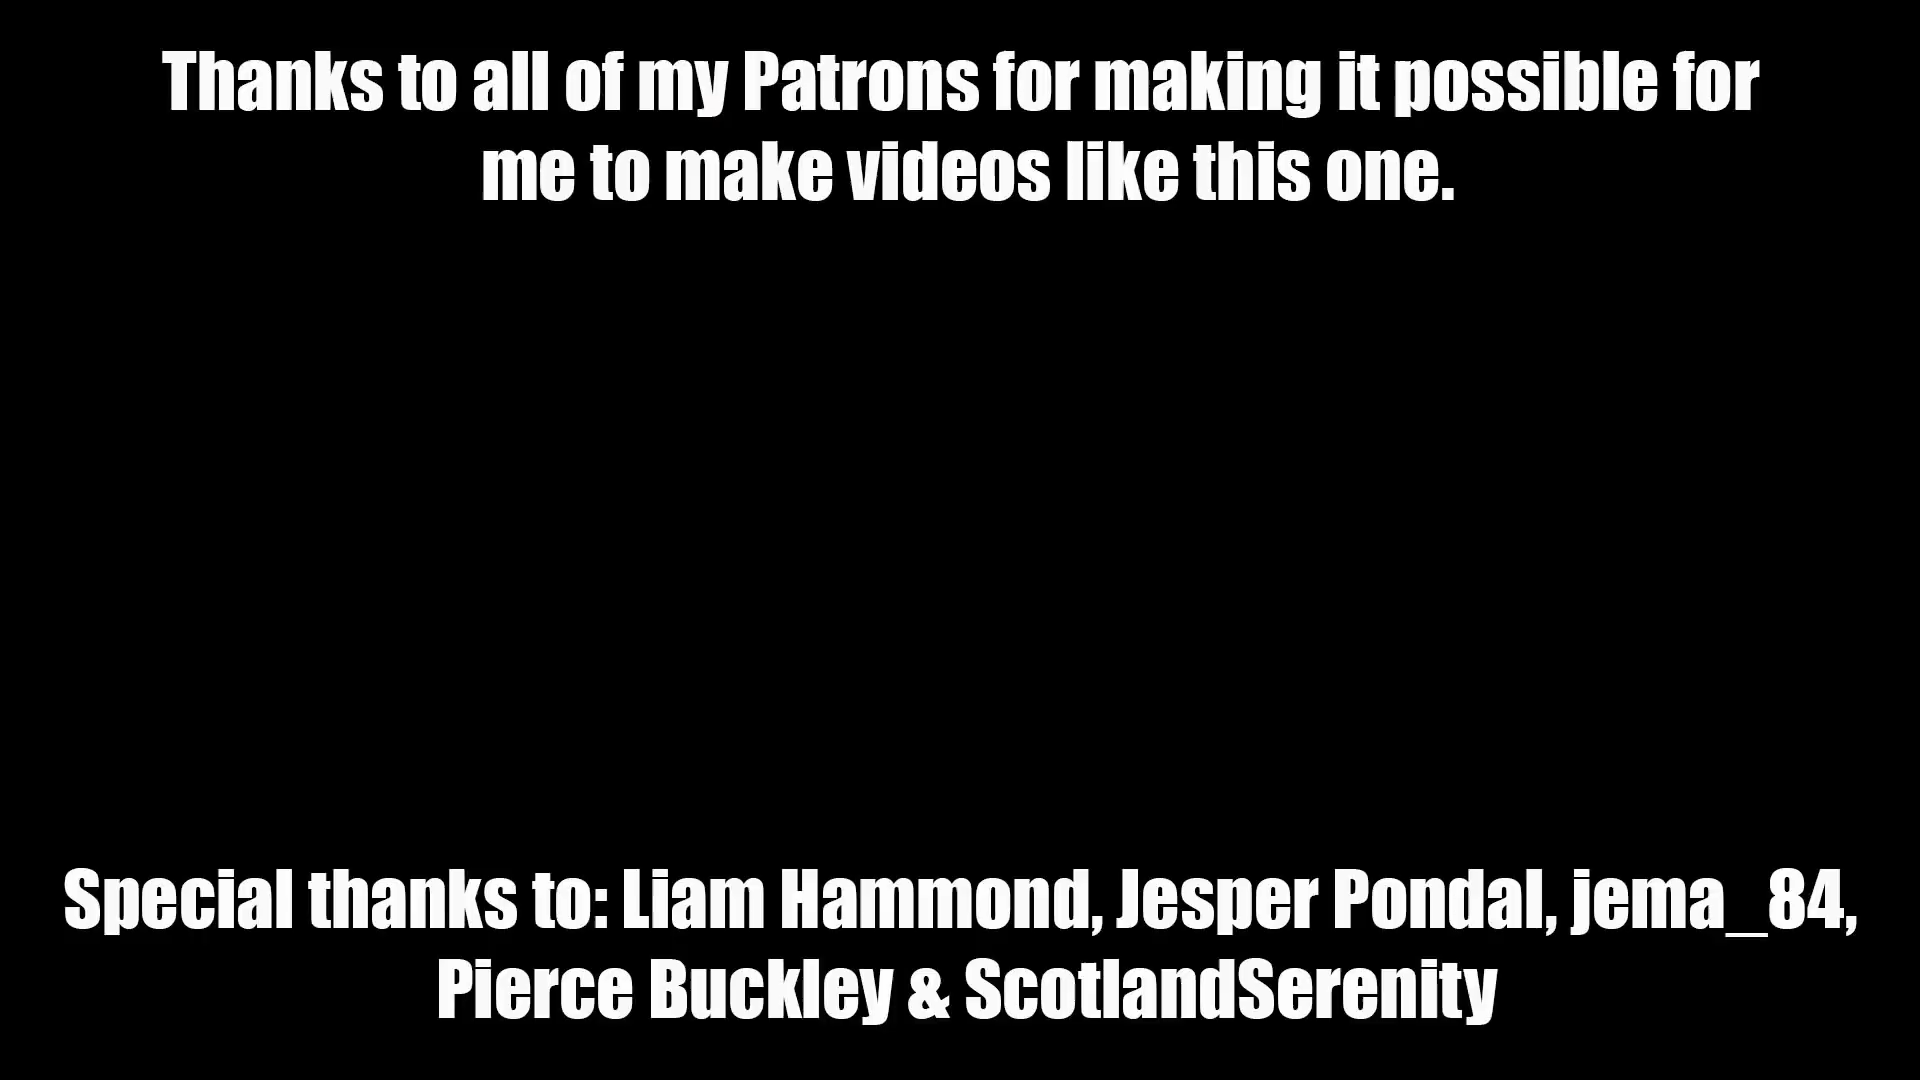 Thanks to all of my Patrons for making it possible for
me to make videos like this one.
Special thanks to: Liam Hammond, Jesper Pondal, jema_84,
Pierce Buckley & ScotlandSerenity